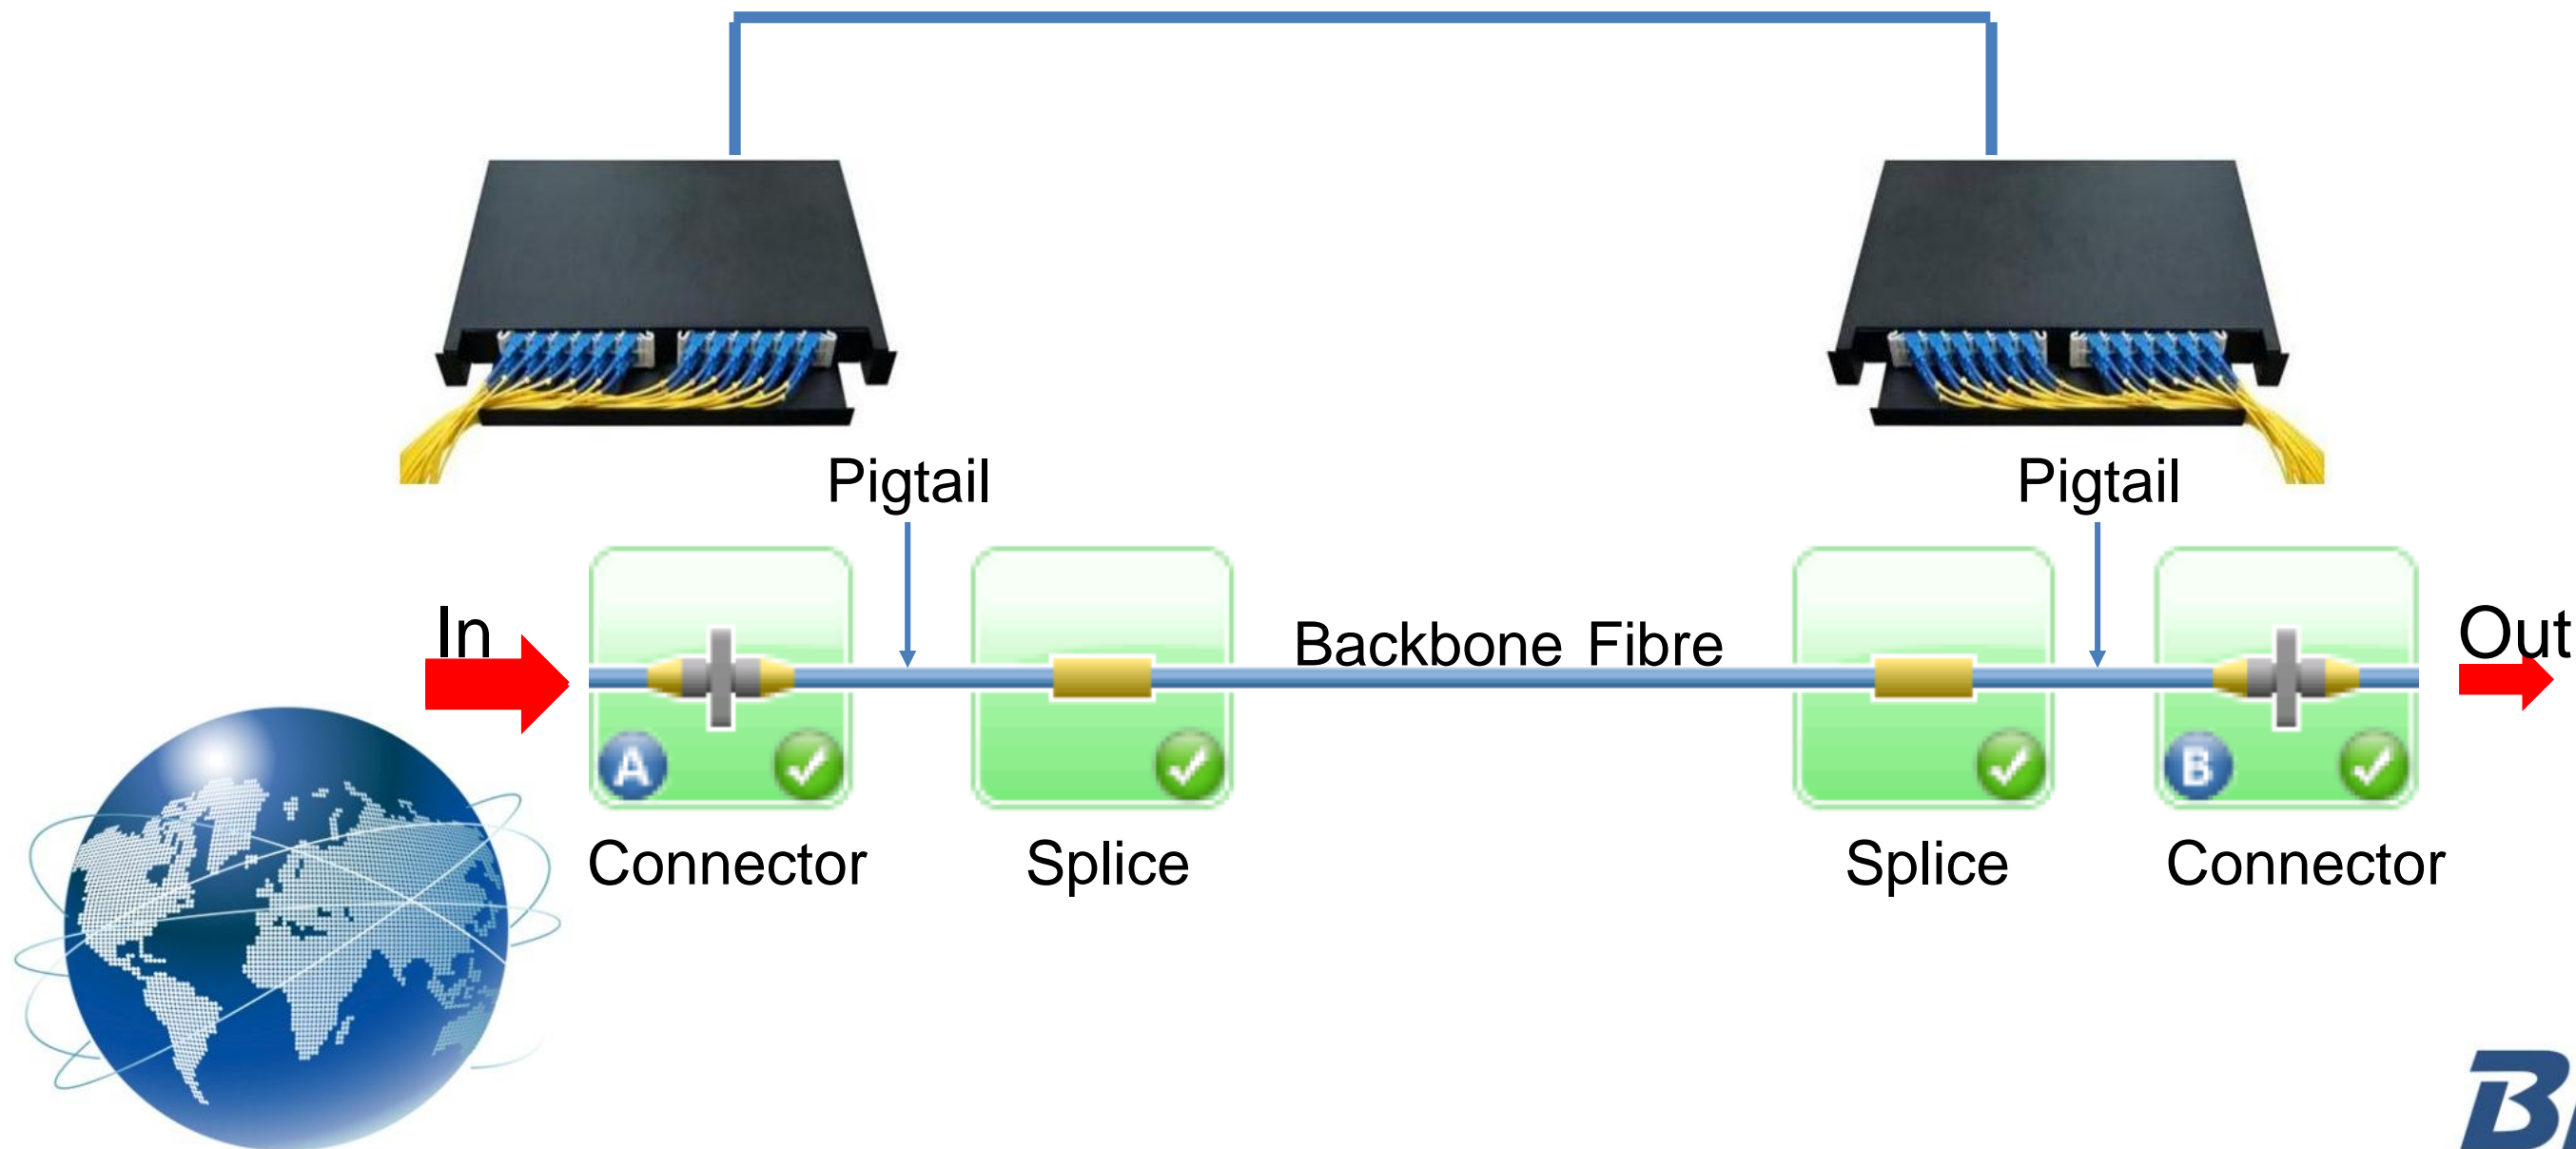 Pigtail
Pigtail
In
Backbone Fibre
Out
A
B
Connector
Splice
Splice
Connector